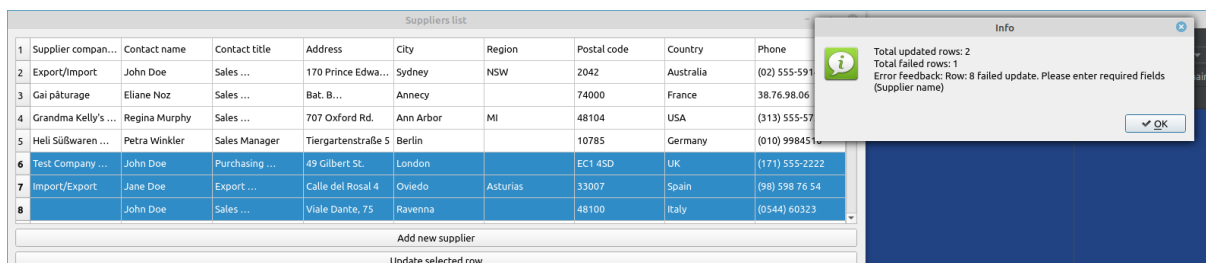 Suppliers list
1 Supplier compan... Contact name Contact title Address City Region Postal code Country Phone
2 Export/Import John Doe Sales ... 170 Prince Edwa... Sydney NSW 2042 Australia (02) 555-591
3 Gai pâturage Eliane Noz Sales ... Bat. B... Annecy 74000 France 38.76.98.06
4 Grandma Kelly's ... Regina Murphy Sales ... 707 Oxford Rd. Ann Arbor MI 48104 USA (313) 555-57
5 Heli Süßwaren ... Petra Winkler Sales Manager Tiergartenstraße 5 Berlin 10785 Germany (010) 9984510
6 Test Company ... John Doe Purchasing ... 49 Gilbert St. London EC1 4SD UK (171) 555-2222
7 Import/Export Jane Doe Export ... Calle del Rosal 4 Oviedo Asturias 33007 Spain (98) 598 76 54
8 John Doe Sales ... Viale Dante, 75 Ravenna 48100 Italy (0544) 60323
Add new supplier
Update selected row
Info
Total updated rows: 2
Total failed rows: 1
Error feedback: Row: 8 failed update. Please enter required fields
(Supplier name)
OK